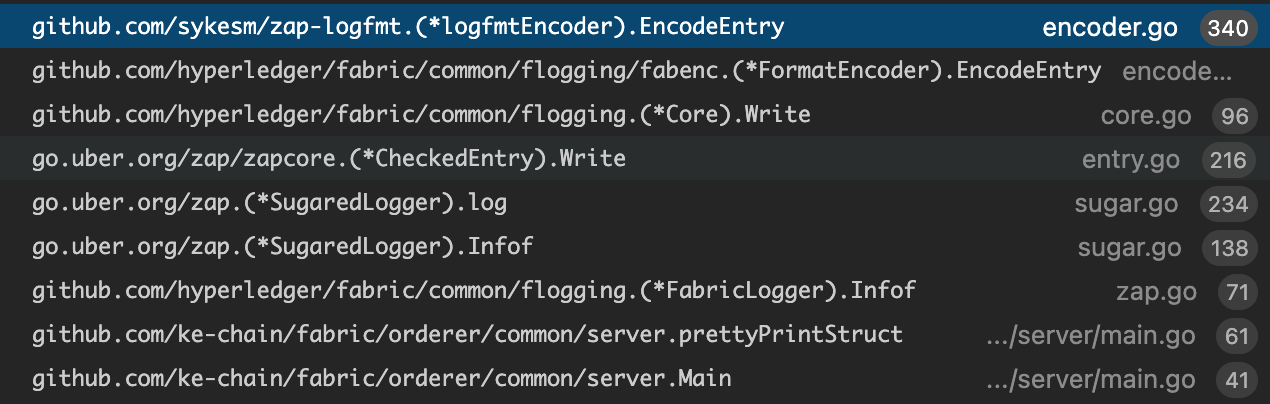 github.com/sykesm/zap-logfmt.(*logfmtEncoder).EncodeEntry encoder.go 340
github.com/hyperledger/fabric/common/flogging/fabenc.(*FormatEncoder).EncodeEntry encode...
github.com/hyperledger/fabric/common/flogging.(*Core).Write core.go 96
go.uber.org/zap/zapcore.(*CheckedEntry).Write entry.go 216
go.uber.org/zap.(*SugaredLogger).log sugar.go 234
go.uber.org/zap.(*SugaredLogger).Infof sugar.go 138
github.com/hyperledger/fabric/common/flogging.(*FabricLogger).Infof zap.go 71
github.com/ke-chain/fabric/orderer/common/server.prettyPrintStruct .../server/main.go 61
github.com/ke-chain/fabric/orderer/common/server.Main .../server/main.go 41